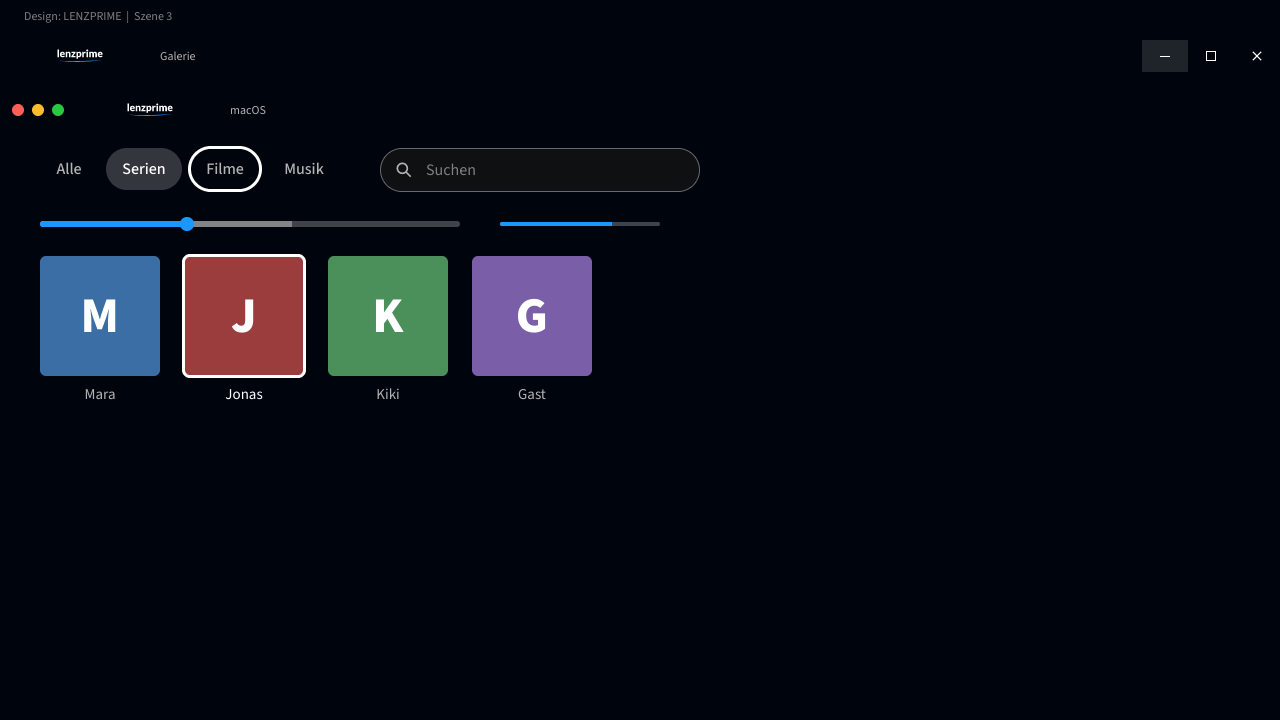 Design: LENZPRIME | Szene 3
lenzprime Galerie
lenzprime macOS
Alle Serien Filme Musik Suchen
M J K G
Mara Jonas Kiki Gast